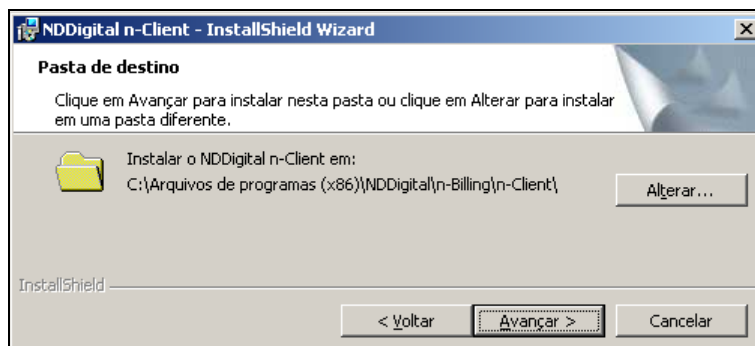 NDDigital n-Client - InstallShield Wizard
Pasta de destino
Clique em Avançar para instalar nesta pasta ou clique em Alterar para instalar
em uma pasta diferente.
Instalar o NDDigital n-Client em:
C:\Arquivos de programas (x86)\NDDigital\n-Billing\n-Client\
Alterar...
InstallShield
< Voltar
Avançar >
Cancelar